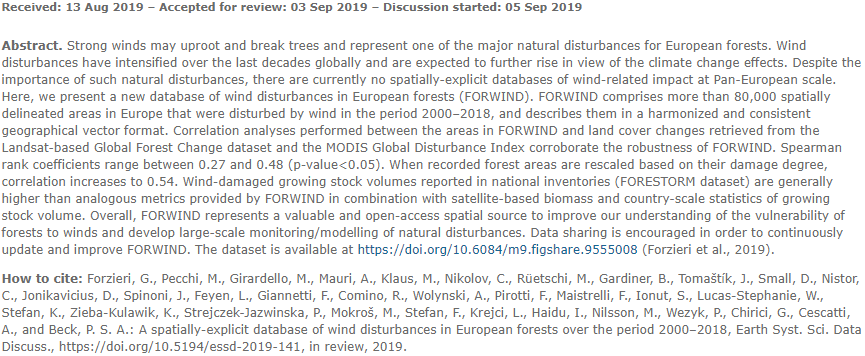 Received: 13 Aug 2019 – Accepted for review: 03 Sep 2019 – Discussion started: 05 Sep 2019
Abstract. Strong winds may uproot and break trees and represent one of the major natural disturbances for European forests. Wind
disturbances have intensified over the last decades globally and are expected to further rise in view of the climate change effects. Despite the
importance of such natural disturbances, there are currently no spatially-explicit databases of wind-related impact at Pan-European scale.
Here, we present a new database of wind disturbances in European forests (FORWIND). FORWIND comprises more than 80,000 spatially
delineated areas in Europe that were disturbed by wind in the period 2000–2018, and describes them in a harmonized and consistent
geographical vector format. Correlation analyses performed between the areas in FORWIND and land cover changes retrieved from the
Landsat-based Global Forest Change dataset and the MODIS Global Disturbance Index corroborate the robustness of FORWIND. Spearman
rank coefficients range between 0.27 and 0.48 (p-value<0.05). When recorded forest areas are rescaled based on their damage degree,
correlation increases to 0.54. Wind-damaged growing stock volumes reported in national inventories (FORESTORM dataset) are generally
higher than analogous metrics provided by FORWIND in combination with satellite-based biomass and country-scale statistics of growing
stock volume. Overall, FORWIND represents a valuable and open-access spatial source to improve our understanding of the vulnerability of
forests to winds and develop large-scale monitoring/modelling of natural disturbances. Data sharing is encouraged in order to continuously
update and improve FORWIND. The dataset is available at https://doi.org/10.6084/m9.figshare.9555008 (Forzieri et al., 2019).
How to cite: Forzieri, G., Pecchi, M., Girardello, M., Mauri, A., Klaus, M., Nikolov, C., Rüetschi, M., Gardiner, B., Tomaštík, J., Small, D., Nistor,
C., Jonikavicius, D., Spinoni, J., Feyen, L., Giannetti, F., Comino, R., Wolynski, A., Pirotti, F., Maistrelli, F., Ionut, S., Lucas-Stephanie, W.,
Stefan, K., Zieba-Kulawik, K., Strejczek-Jazwinska, P., Mokroš, M., Stefan, F., Krejci, L., Haidu, I., Nilsson, M., Wezyk, P., Chirici, G., Cescatti,
A., and Beck, P. S. A.: A spatially-explicit database of wind disturbances in European forests over the period 2000–2018, Earth Syst. Sci. Data
Discuss., https://doi.org/10.5194/essd-2019-141, in review, 2019.